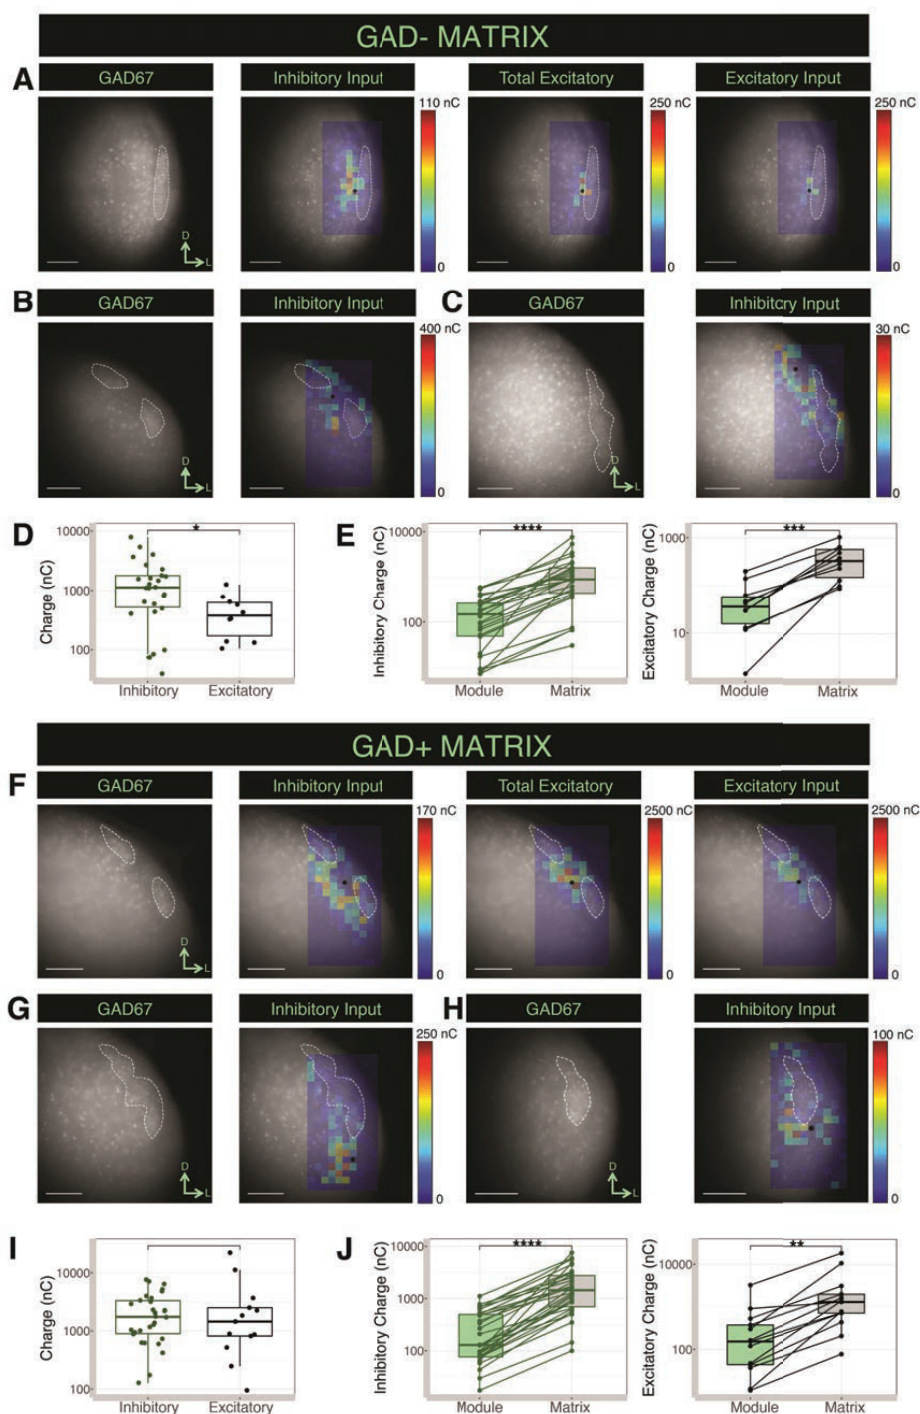 GAD- MATRIX
A
GAD67
Inhibitory Input
Total Excitatory
Excitatory Input
110 nC
250 nC
250 nC
D
L
0
0
0
B
GAD67
Inhibitory Input
C
GAD67
Inhibitcry Input
400 nC
30 nC
D
L
D
L
0
0
D
*
E
****
***
10000
1000
100
Charge (nC)
Inhibitory
Excitatory
10000
100
Inhibitory Charge (nC)
Module
Matrix
1000
10
Excitatory Charge (nC)
Module
Matrix
GAD+ MATRIX
F
GAD67
Inhibitory Input
Total Excitatory
Excitatory Input
170 nC
2500 nC
2500 nC
D
L
0
0
0
G
GAD67
Inhibitory Input
H
GAD67
Inhibitory Input
250 nC
100 nC
D
L
D
L
0
0
I
J
****
**
10000
1000
100
Charge (nC)
Inhibitory
Excitatory
10000
1000
100
Inhibitory Charge (nC)
Module
Matrix
10000
100
Excitatory Charge (nC)
Module
Matrix